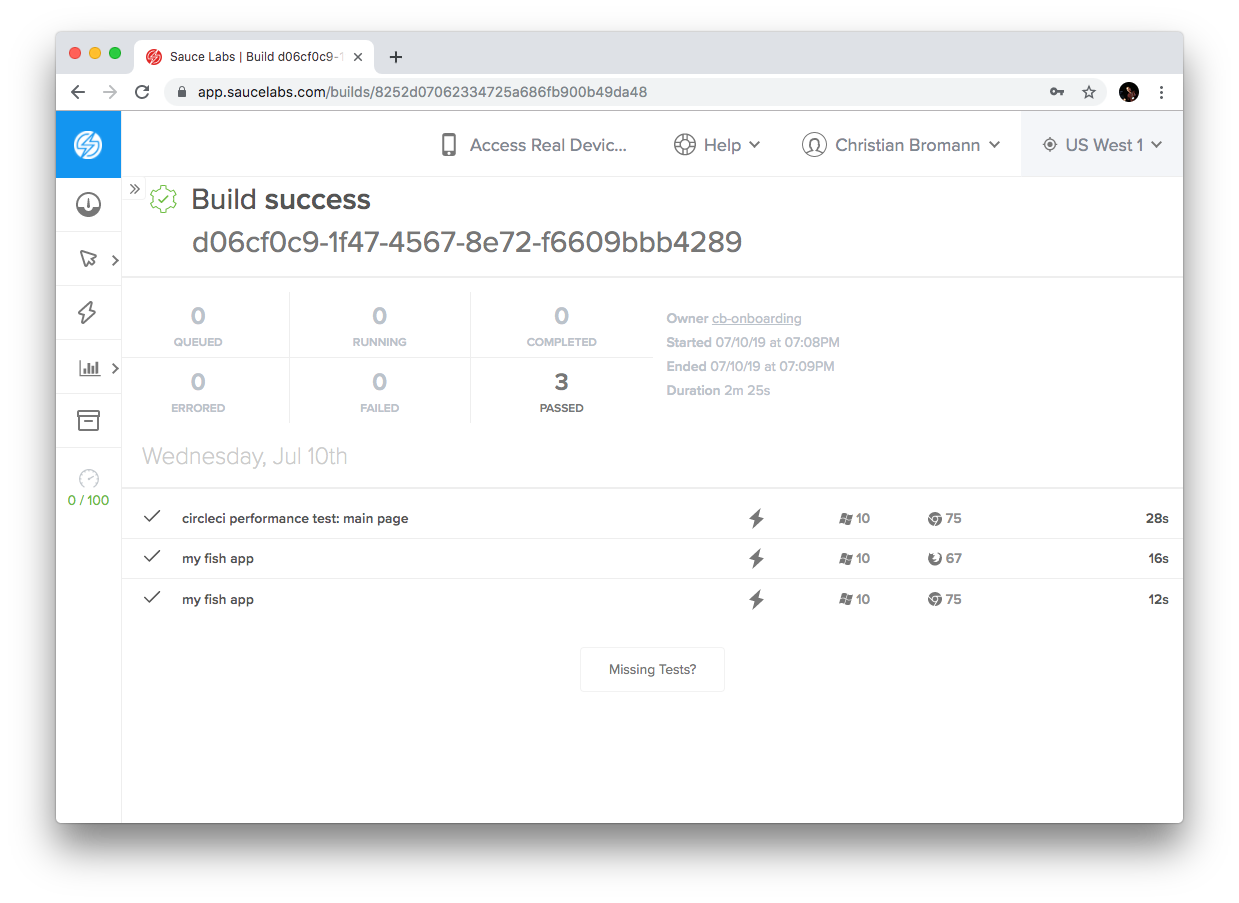 Sauce Labs | Build d06cf0c9-1
app.saucelabs.com/builds/8252d07062334725a686fb900b49da48
Access Real Devic...
Help
Christian Bromann
US West 1
Build success
d06cf0c9-1f47-4567-8e72-f6609bbb4289
0 0 0
QUEUED RUNNING COMPLETED
0 0 3
ERRORED FAILED PASSED
Owner cb-onboarding
Started 07/10/19 at 07:08PM
Ended 07/10/19 at 07:09PM
Duration 2m 25s
Wednesday, Jul 10th
0 / 100
circleci performance test: main page 10 75 28s
my fish app 10 67 16s
my fish app 10 75 12s
Missing Tests?